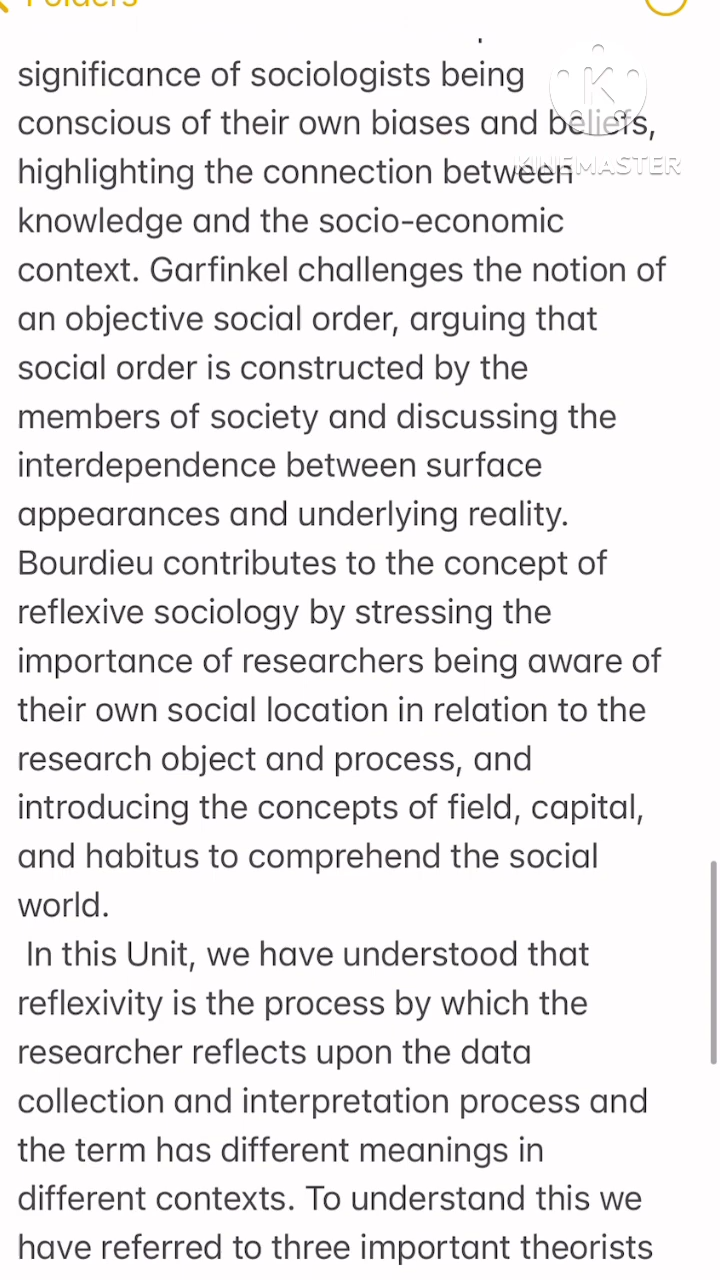 Folders
significance of sociologists being
conscious of their own biases and beliefs,
highlighting the connection between
knowledge and the socio-economic
context. Garfinkel challenges the notion of
an objective social order, arguing that
social order is constructed by the
members of society and discussing the
interdependence between surface
appearances and underlying reality.
Bourdieu contributes to the concept of
reflexive sociology by stressing the
importance of researchers being aware of
their own social location in relation to the
research object and process, and
introducing the concepts of field, capital,
and habitus to comprehend the social
world.
In this Unit, we have understood that
reflexivity is the process by which the
researcher reflects upon the data
collection and interpretation process and
the term has different meanings in
different contexts. To understand this we
have referred to three important theorists
K
KINEMASTER